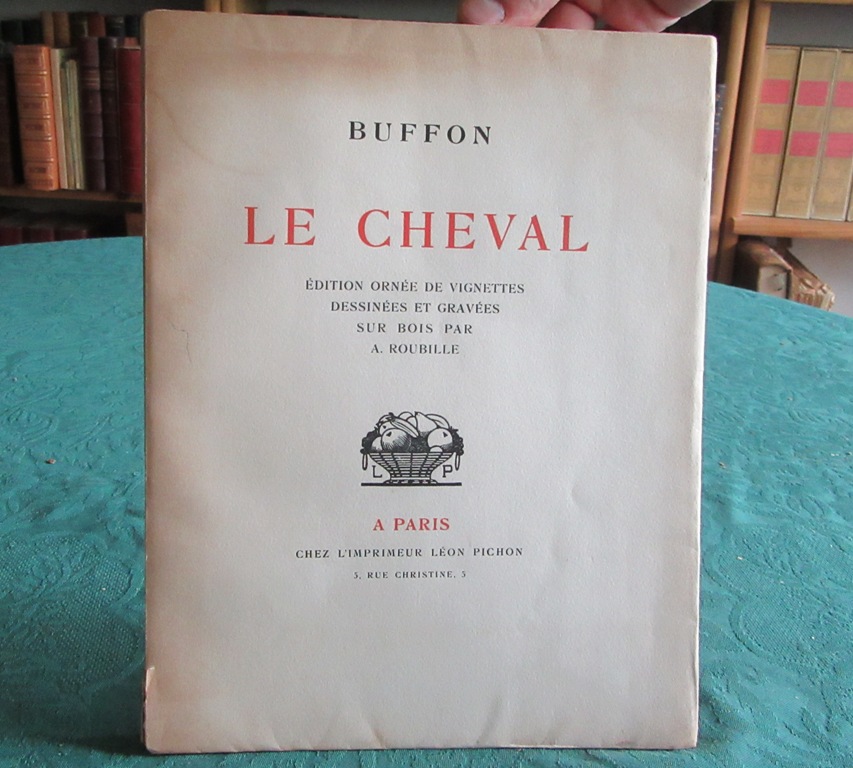 BUFFON
LE CHEVAL
ÉDITION ORNÉE DE VIGNETTES
DESSINÉES ET GRAVÉES
SUR BOIS PAR
A. ROUBILLE
L P
A PARIS
CHEZ L'IMPRIMEUR LÉON PICHON
5, RUE CHRISTINE, 5